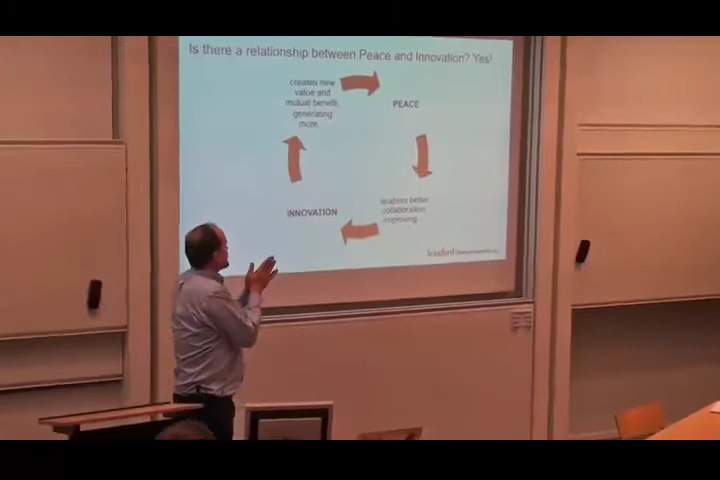 Is there a relationship between Peace and Innovation? Yes!
creates new
value and
mutual benefit,
generating
more
PEACE
enables better
collaboration
improving
INNOVATION
Stanford